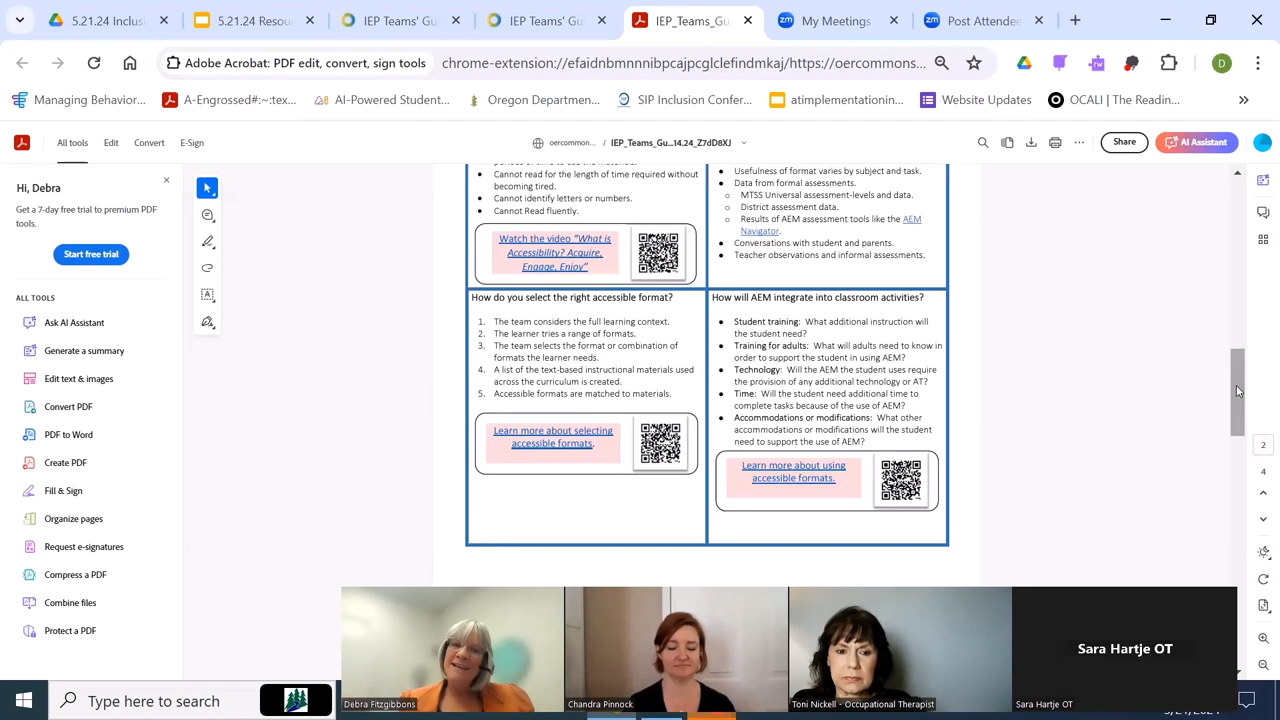 5.21.24 Inclus
5.21.24 Resou
IEP Teams' Gu
IEP Teams' Gu
IEP_Teams_Gu
My Meetings
Post Attendee
Adobe Acrobat: PDF edit, convert, sign tools
chrome-extension://efaidnbmnnnibpcajpcglclefindmkaj/https://oercommons...
D
Managing Behavior...
A-Engrossed#:~:tex...
AI-Powered Student...
Oregon Departmen...
SIP Inclusion Confer...
atimplementationin...
Website Updates
OCALI | The Readin...
All tools
Edit
Convert
E-Sign
oercommon...
/ IEP_Teams_Gu...14.24_Z7dD8XJ
Share
AI Assistant
Hi, Debra
Get a 7-day free trial to premium PDF
tools.
Start free trial
ALL TOOLS
Ask AI Assistant
Generate a summary
Edit text & images
Convert PDF
PDF to Word
Create PDF
Fill & Sign
Organize pages
Request e-signatures
Compress a PDF
Combine files
Protect a PDF
Cannot read for the length of time required without
becoming tired.
Cannot identify letters or numbers.
Cannot Read fluently.
Watch the video "What is
Accessibility? Acquire,
Engage, Enjoy"
Usefulness of format varies by subject and task.
Data from formal assessments.
MTSS Universal assessment-levels and data.
District assessment data.
Results of AEM assessment tools like the AEM
Navigator.
Conversations with student and parents.
Teacher observations and informal assessments.
How do you select the right accessible format?
1. The team considers the full learning context.
2. The learner tries a range of formats.
3. The team selects the format or combination of
formats the learner needs.
4. A list of the text-based instructional materials used
across the curriculum is created.
5. Accessible formats are matched to materials.
Learn more about selecting
accessible formats.
How will AEM integrate into classroom activities?
Student training: What additional instruction will
the student need?
Training for adults: What will adults need to know in
order to support the student in using AEM?
Technology: Will the AEM the student uses require
the provision of any additional technology or AT?
Time: Will the student need additional time to
complete tasks because of the use of AEM?
Accommodations or modifications: What other
accommodations or modifications will the student
need to support the use of AEM?
Learn more about using
accessible formats.
2
4
Debra Fitzgibbons
Chandra Pinnock
Toni Nickell - Occupational Therapist
Sara Hartje OT
Sara Hartje OT
Type here to search